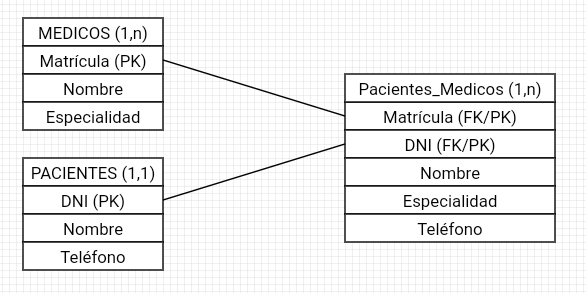 MEDICOS (1,n)
Matrícula (PK)
Nombre
Especialidad
PACIENTES (1,1)
DNI (PK)
Nombre
Teléfono
Pacientes_Medicos (1,n)
Matrícula (FK/PK)
DNI (FK/PK)
Nombre
Especialidad
Teléfono